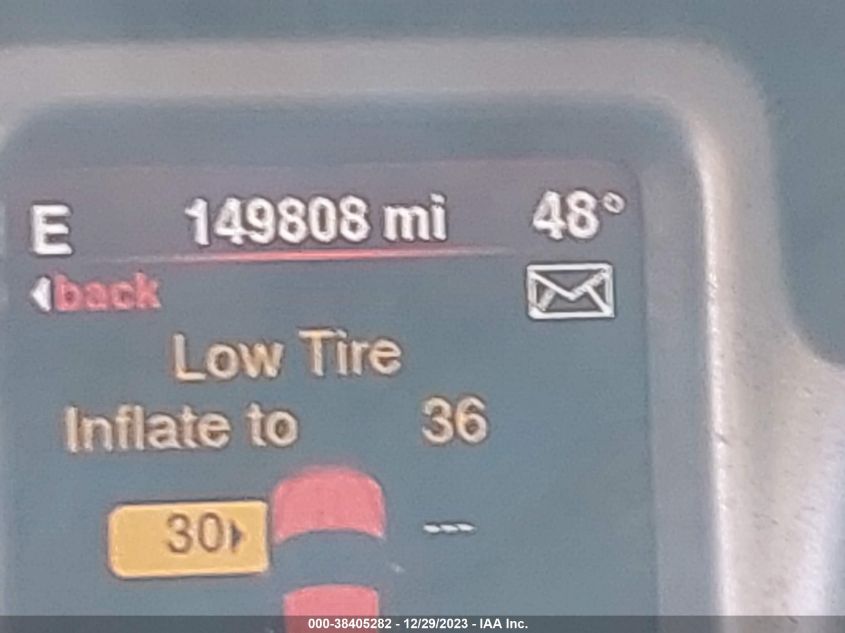 E 149808 mi 48°
back
Low Tire
Inflate to 36
30 ---
000-38405282 - 12/29/2023 - IAA Inc.